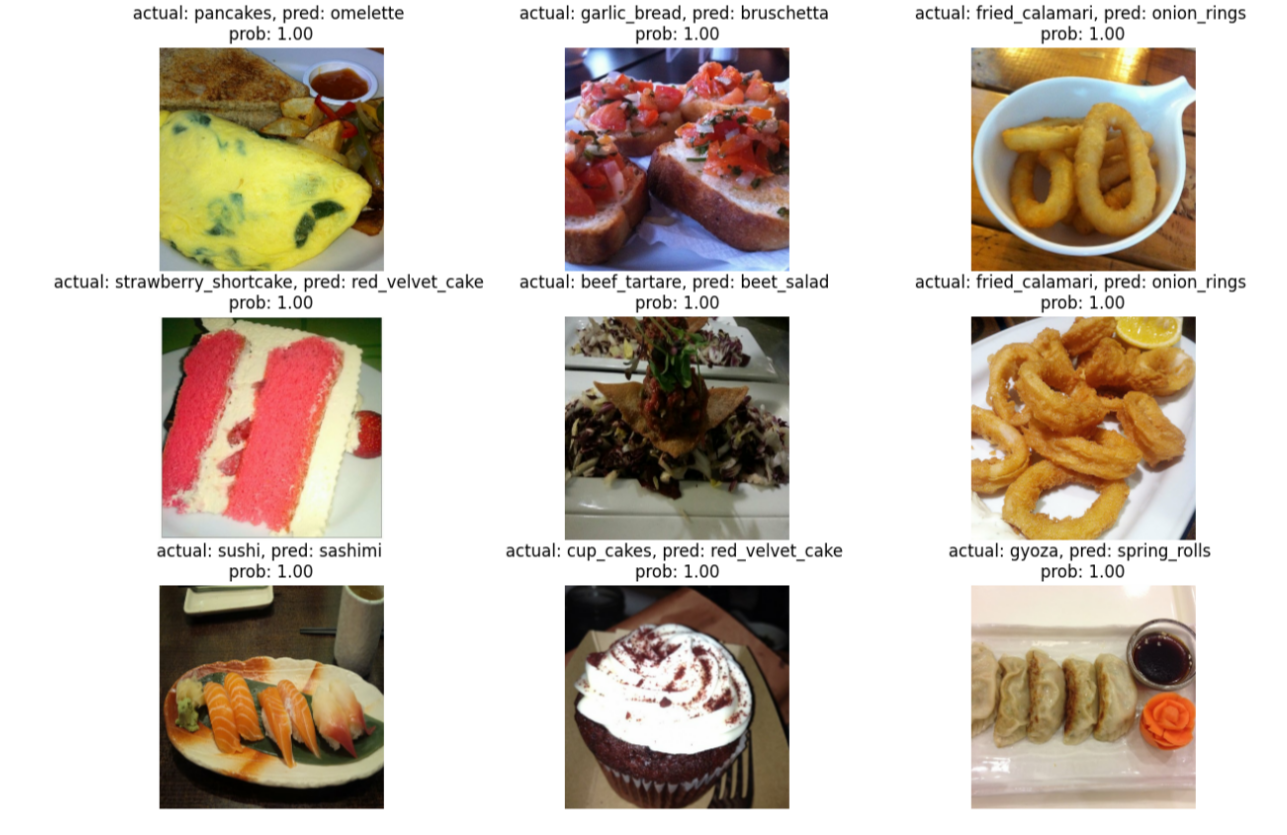 actual: pancakes, pred: omelette
prob: 1.00
actual: garlic_bread, pred: bruschetta
prob: 1.00
actual: fried_calamari, pred: onion_rings
prob: 1.00
actual: strawberry_shortcake, pred: red_velvet_cake
prob: 1.00
actual: beef_tartare, pred: beet_salad
prob: 1.00
actual: fried_calamari, pred: onion_rings
prob: 1.00
actual: sushi, pred: sashimi
prob: 1.00
actual: cup_cakes, pred: red_velvet_cake
prob: 1.00
actual: gyoza, pred: spring_rolls
prob: 1.00